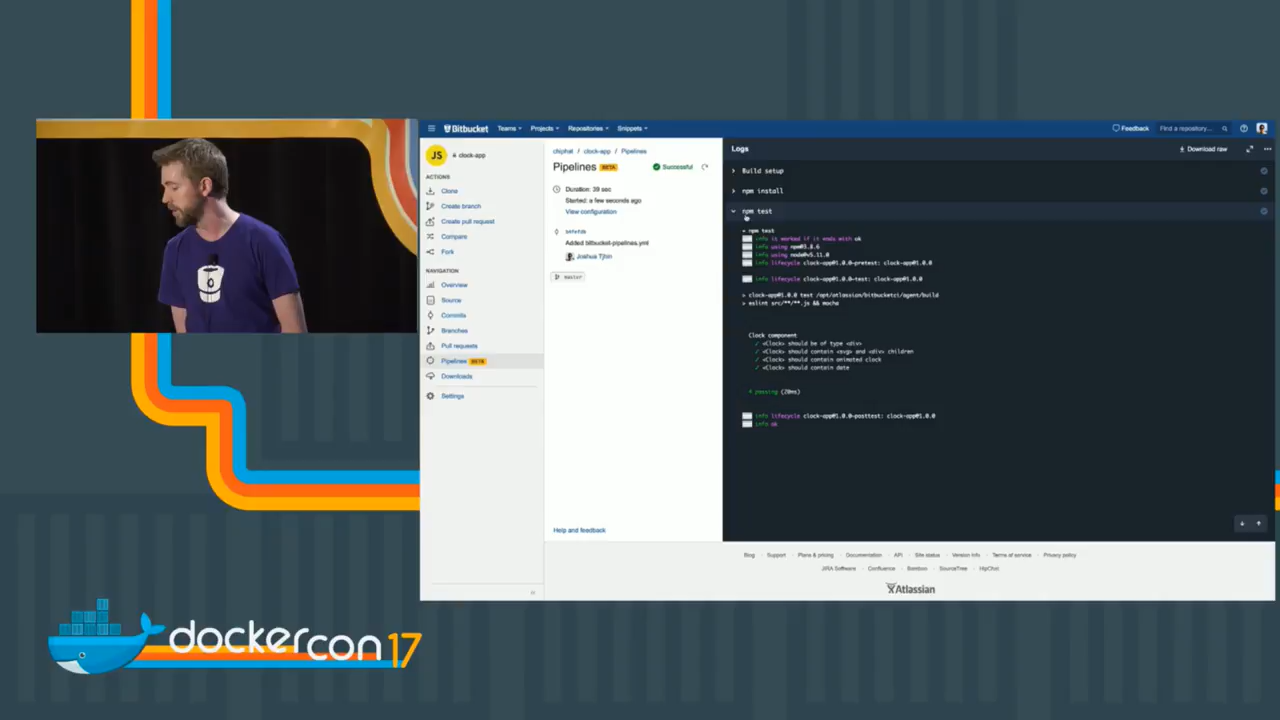 Bitbucket Teams Projects Repositories Snippets Feedback Find a repository...
JS clock-app
ACTIONS
Clone
Create branch
Create pull request
Compare
Fork
NAVIGATION
Overview
Source
Commits
Branches
Pull requests
Pipelines BETA
Downloads
Settings
chiphat / clock-app / Pipelines
Pipelines BETA Successful
Duration: 39 sec
Started: a few seconds ago
View configuration
Added bitbucket-pipelines.yml
master
Help and feedback
Logs Download raw
Build setup
npm install
npm test
+ npm test
info it worked if it ends with ok
info using npm@3.8.6
info using node@v5.11.0
info lifecycle clock-app@1.0.0~pretest: clock-app@1.0.0
info lifecycle clock-app@1.0.0~test: clock-app@1.0.0
> clock-app@1.0.0 test /opt/atlassian/bitbucketci/agent/build
> eslint src/**/**.js && mocha
Clock component
✓ <Clock> should be of type <div>
✓ <Clock> should contain <svg> and <div> children
✓ <Clock> should contain animated clock
✓ <Clock> should contain date
4 passing (20ms)
info lifecycle clock-app@1.0.0~posttest: clock-app@1.0.0
info ok
Blog · Support · Plans & pricing · Documentation · API · Site status · Version info · Terms of service · Privacy policy
JIRA Software · Confluence · Bamboo · SourceTree · HipChat
Atlassian
dockercon 17